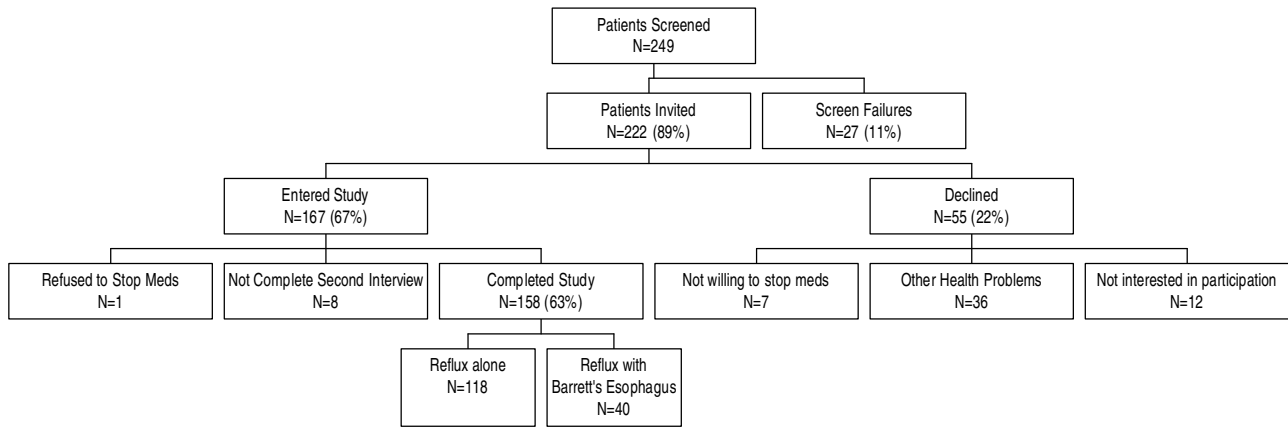 Patients Screened
N=249
Patients Invited
N=222 (89%)
Screen Failures
N=27 (11%)
Entered Study
N=167 (67%)
Declined
N=55 (22%)
Refused to Stop Meds
N=1
Not Complete Second Interview
N=8
Completed Study
N=158 (63%)
Not willing to stop meds
N=7
Other Health Problems
N=36
Not interested in participation
N=12
Reflux alone
N=118
Reflux with
Barrett's Esophagus
N=40